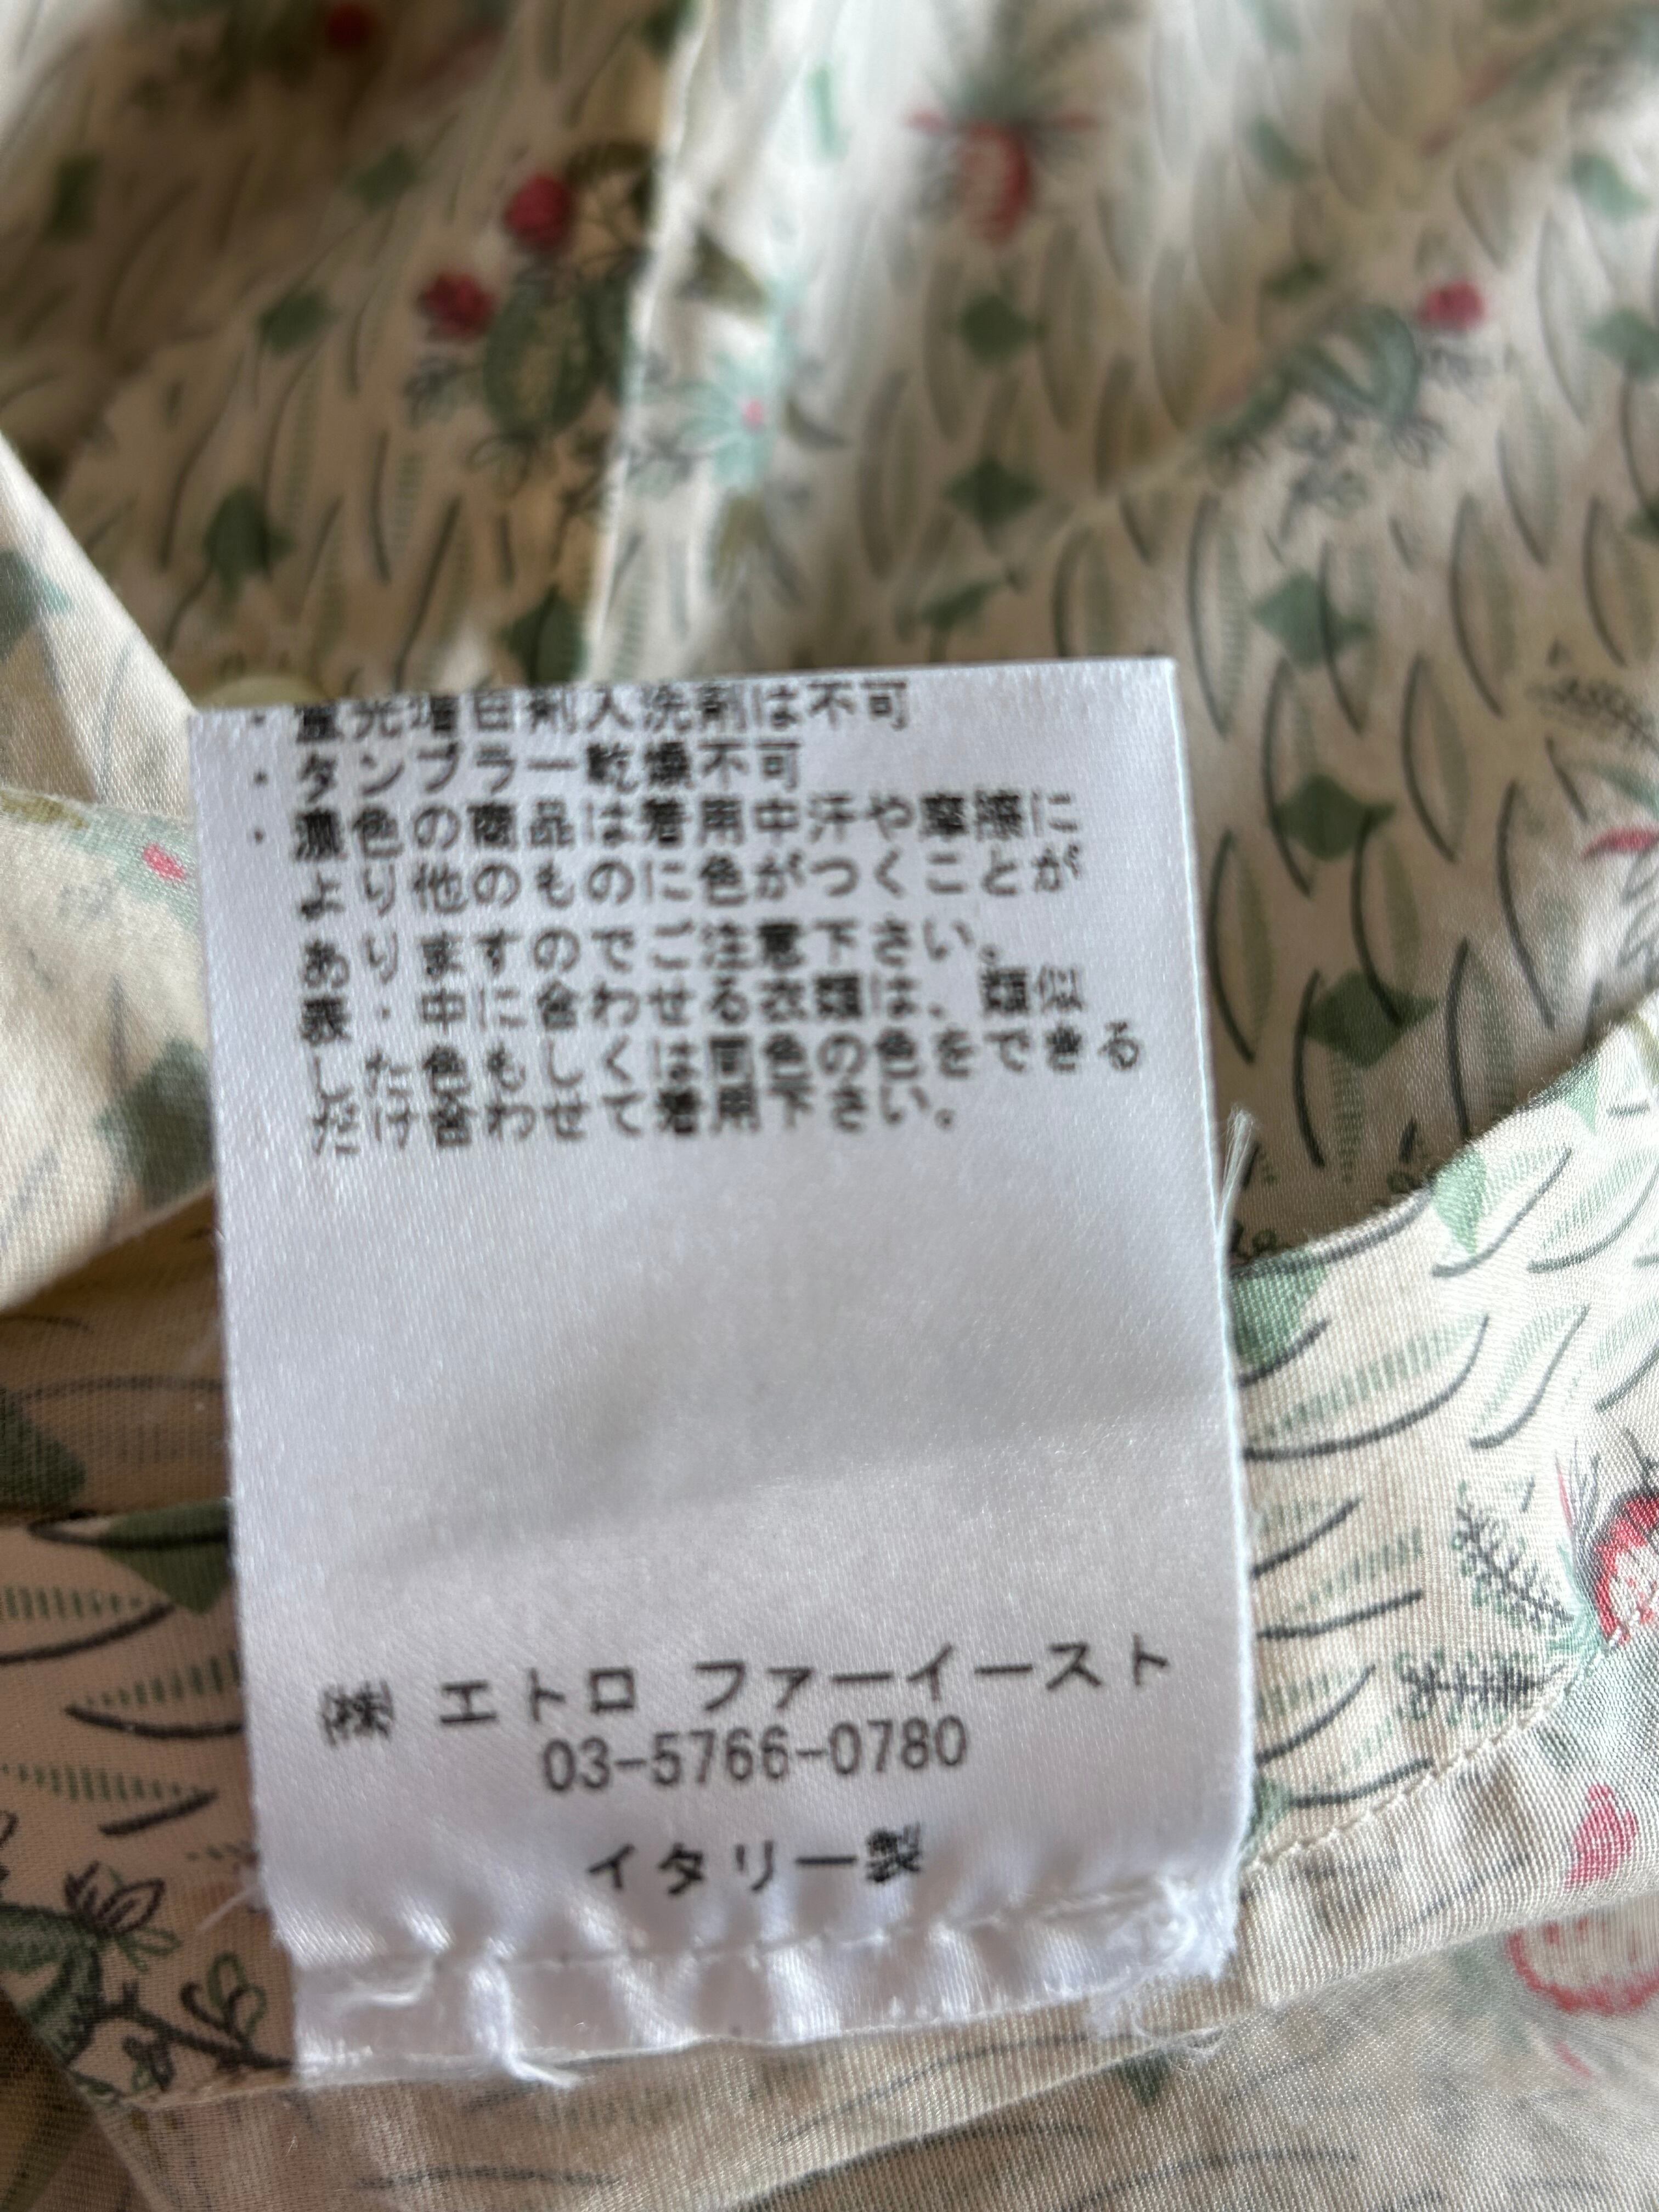 ・蛍光増白剤入洗剤は不可
・タンブラー乾燥不可
・濃色の商品は着用中汗や摩擦に
より他のものに色がつくことが
ありますのでご注意下さい。
表・中に合わせる衣類は、類似
した色もしくは同色の色をできる
だけ合わせて着用下さい。
㈱ エトロ ファーイースト
03-5766-0780
イタリー製